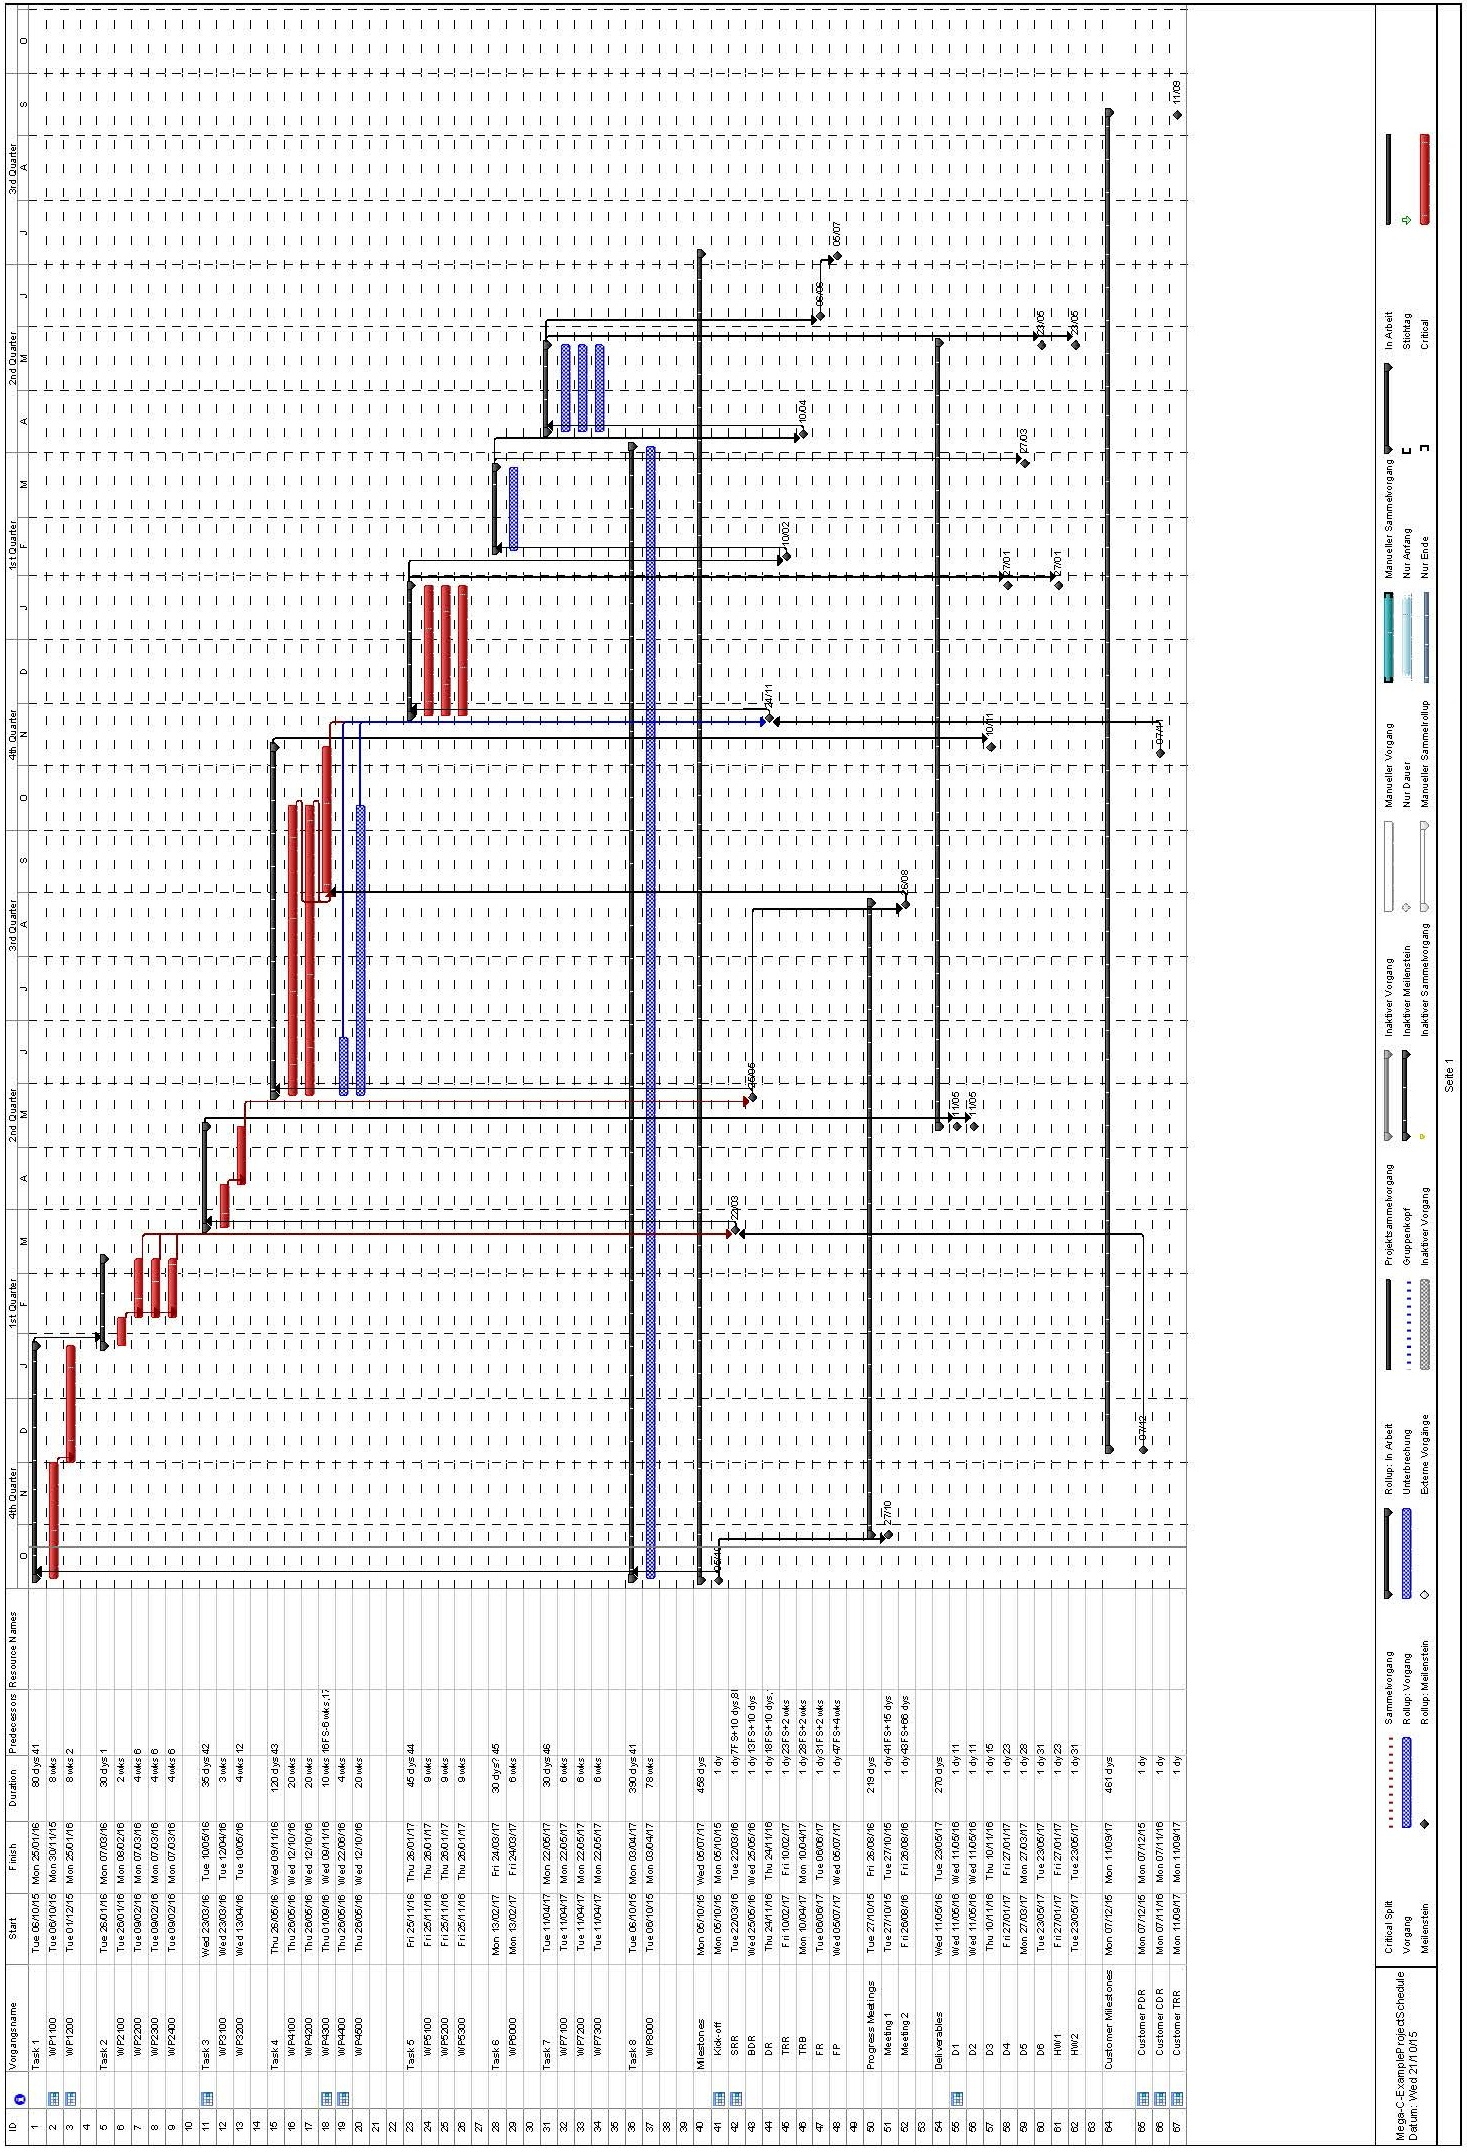 ID Vorgangsname Start Finish Duration Predecessors Resource Names
4th Quarter 1st Quarter 2nd Quarter 3rd Quarter 4th Quarter 1st Quarter 2nd Quarter 3rd Quarter
O N D J F M A M J J A S O N D J F M A M J J A S O
1 Task 1 Tue 06/10/15 Mon 25/01/16 80 dys 41
2 WP1100 Tue 06/10/15 Mon 30/11/15 8 wks
3 WP1200 Tue 01/12/15 Mon 25/01/16 8 wks 2
4
5 Task 2 Tue 26/01/16 Mon 07/03/16 30 dys 1
6 WP2100 Tue 26/01/16 Mon 08/02/16 2 wks
7 WP2200 Tue 09/02/16 Mon 07/03/16 4 wks 6
8 WP2300 Tue 09/02/16 Mon 07/03/16 4 wks 6
9 WP2400 Tue 09/02/16 Mon 07/03/16 4 wks 6
10
11 Task 3 Wed 23/03/16 Tue 10/05/16 35 dys 42
12 WP3100 Wed 23/03/16 Tue 12/04/16 3 wks
13 WP3200 Wed 13/04/16 Tue 10/05/16 4 wks 12
14
15 Task 4 Thu 26/05/16 Wed 09/11/16 120 dys 43
16 WP4100 Thu 26/05/16 Wed 12/10/16 20 wks
17 WP4200 Thu 26/05/16 Wed 12/10/16 20 wks
18 WP4300 Thu 01/09/16 Wed 09/11/16 10 wks 16FS-6 wks;17
19 WP4400 Thu 26/05/16 Wed 22/06/16 4 wks
20 WP4500 Thu 26/05/16 Wed 12/10/16 20 wks
21
22
23 Task 5 Fri 25/11/16 Thu 26/01/17 45 dys 44
24 WP5100 Fri 25/11/16 Thu 26/01/17 9 wks
25 WP5200 Fri 25/11/16 Thu 26/01/17 9 wks
26 WP5300 Fri 25/11/16 Thu 26/01/17 9 wks
27
28 Task 6 Mon 13/02/17 Fri 24/03/17 30 dys? 45
29 WP6000 Mon 13/02/17 Fri 24/03/17 6 wks
30
31 Task 7 Tue 11/04/17 Mon 22/05/17 30 dys 46
32 WP7100 Tue 11/04/17 Mon 22/05/17 6 wks
33 WP7200 Tue 11/04/17 Mon 22/05/17 6 wks
34 WP7300 Tue 11/04/17 Mon 22/05/17 6 wks
35
36 Task 8 Tue 06/10/15 Mon 03/04/17 390 dys 41
37 WP8000 Tue 06/10/15 Mon 03/04/17 78 wks
38
39
40 Milestones Mon 05/10/15 Wed 05/07/17 458 dys
41 Kick-off Mon 05/10/15 Mon 05/10/15 1 dy 05/10
42 SRR Tue 22/03/16 Tue 22/03/16 1 dy 7FS+10 dys;8 22/03
43 BDR Wed 25/05/16 Wed 25/05/16 1 dy 13FS+10 dys 25/05
44 DR Thu 24/11/16 Thu 24/11/16 1 dy 18FS+10 dys; 24/11
45 TRR Fri 10/02/17 Fri 10/02/17 1 dy 23FS+2 wks 10/02
46 TRB Mon 10/04/17 Mon 10/04/17 1 dy 28FS+2 wks 10/04
47 FR Tue 06/06/17 Tue 06/06/17 1 dy 31FS+2 wks 06/06
48 FP Wed 05/07/17 Wed 05/07/17 1 dy 47FS+4 wks 05/07
49
50 Progress Meetings Tue 27/10/15 Fri 26/08/16 219 dys
51 Meeting 1 Tue 27/10/15 Tue 27/10/15 1 dy 41FS+15 dys 27/10
52 Meeting 2 Fri 26/08/16 Fri 26/08/16 1 dy 43FS+66 dys 26/08
53
54 Deliverables Wed 11/05/16 Tue 23/05/17 270 dys
55 D1 Wed 11/05/16 Wed 11/05/16 1 dy 11 11/05
56 D2 Wed 11/05/16 Wed 11/05/16 1 dy 11 11/05
57 D3 Thu 10/11/16 Thu 10/11/16 1 dy 15 10/11
58 D4 Fri 27/01/17 Fri 27/01/17 1 dy 23 27/01
59 D5 Mon 27/03/17 Mon 27/03/17 1 dy 28 27/03
60 D6 Tue 23/05/17 Tue 23/05/17 1 dy 31 23/05
61 HW1 Fri 27/01/17 Fri 27/01/17 1 dy 23 27/01
62 HW2 Tue 23/05/17 Tue 23/05/17 1 dy 31 23/05
63
64 Customer Milestones Mon 07/12/15 Mon 11/09/17 461 dys
65 Customer PDR Mon 07/12/15 Mon 07/12/15 1 dy 07/12
66 Customer CDR Mon 07/11/16 Mon 07/11/16 1 dy 07/11
67 Customer TRR Mon 11/09/17 Mon 11/09/17 1 dy 11/09
Mega-C-ExampleProjectSchedule
Datum: Wed 21/10/15
Critical Split Sammelvorgang Rollup: In Arbeit Projektsammelvorgang Inaktiver Vorgang Manueller Vorgang Manueller Sammelvorgang In Arbeit
Vorgang Rollup: Vorgang Unterbrechung Gruppenkopf Inaktiver Meilenstein Nur Dauer Nur Anfang Stichtag
Meilenstein Rollup: Meilenstein Externe Vorgänge Inaktiver Vorgang Inaktiver Sammelvorgang Manueller Sammelrollup Nur Ende Critical
Seite 1